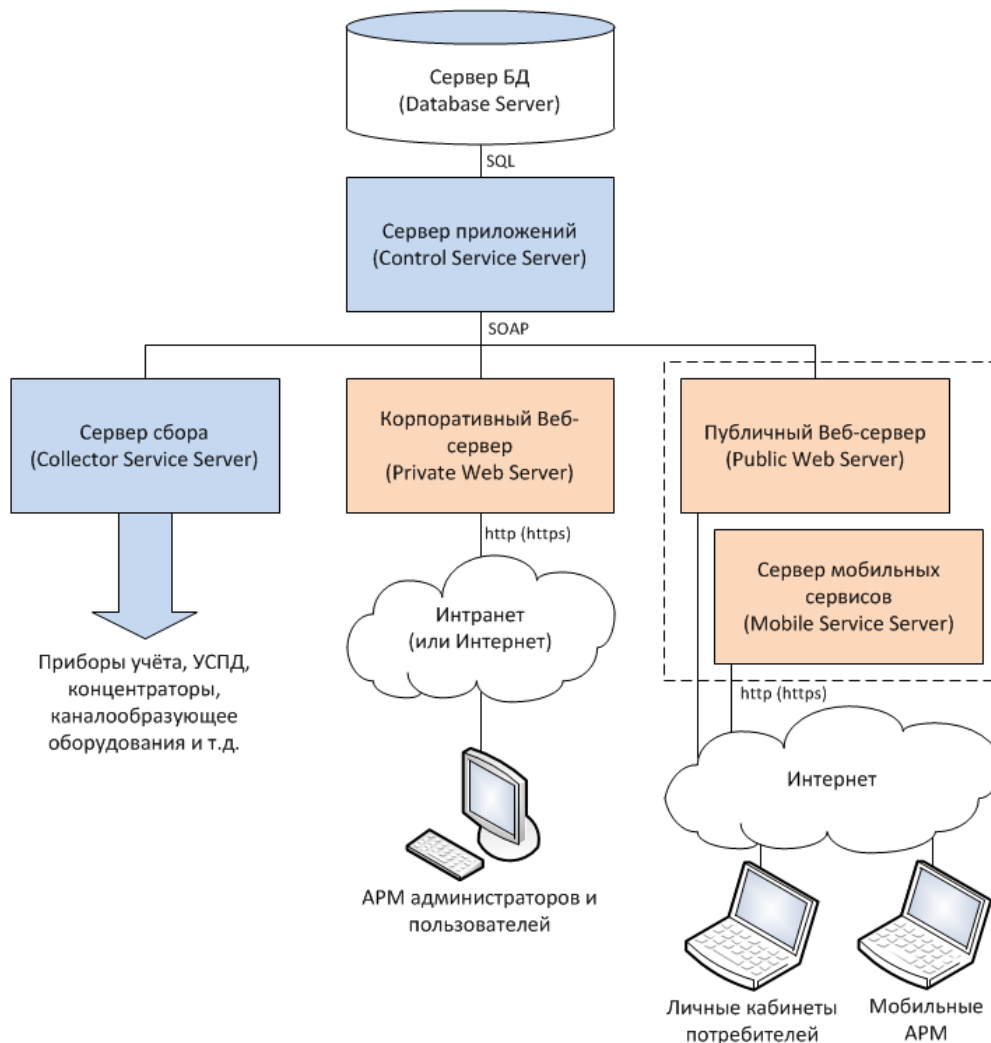 Сервер БД
(Database Server)
SQL
Сервер приложений
(Control Service Server)
SOAP
Сервер сбора
(Collector Service Server)
Корпоративный Веб-
сервер
(Private Web Server)
Публичный Веб-сервер
(Public Web Server)
http (https)
Сервер мобильных
сервисов
(Mobile Service Server)
Интранет
(или Интернет)
Приборы учёта, УСПД,
концентраторы,
каналообразующее
оборудования и т.д.
http (https)
Интернет
АРМ администраторов и
пользователей
Личные кабинеты
потребителей
Мобильные
АРМ